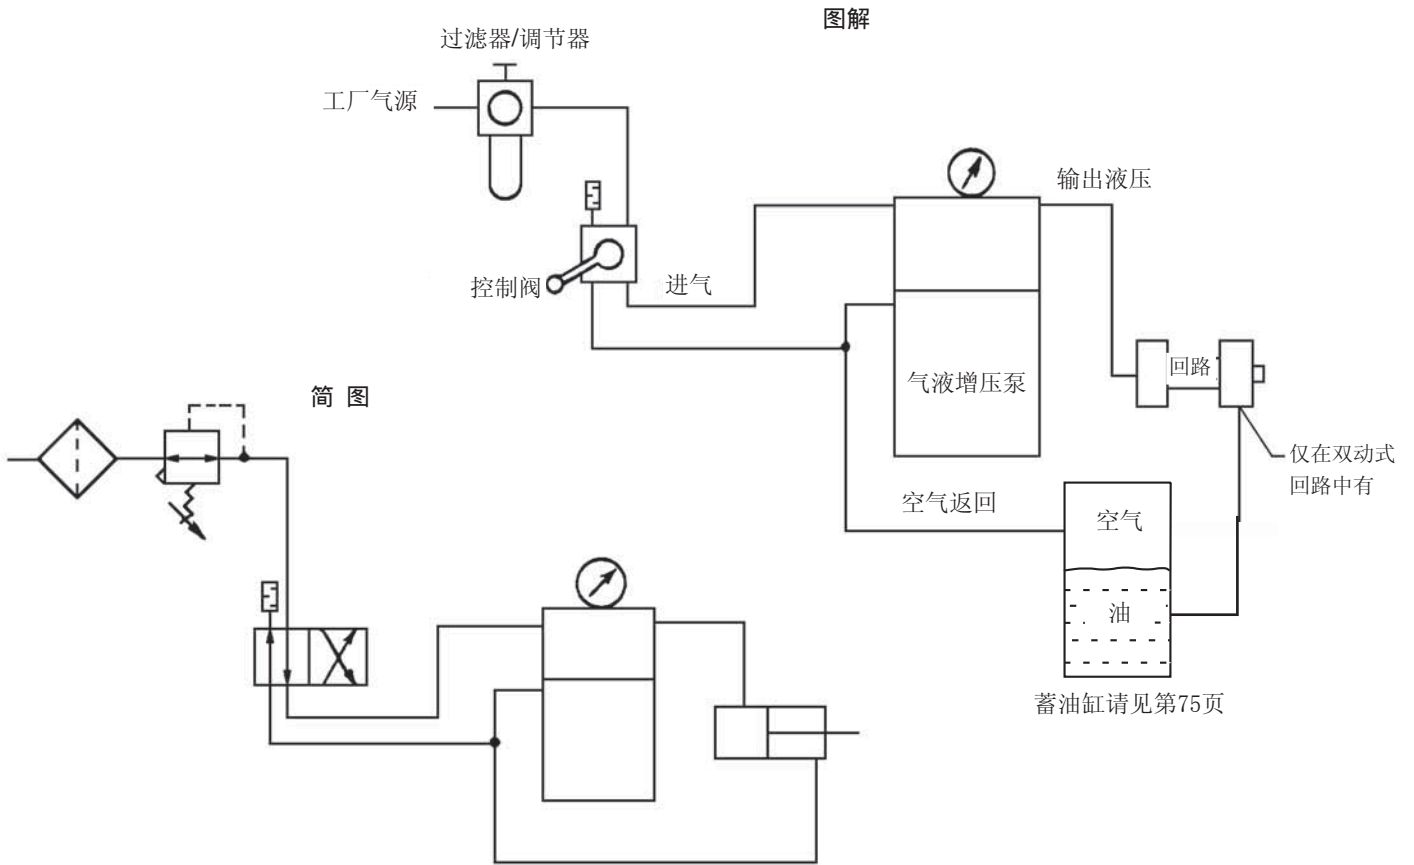 图解
过滤器/调节器
工厂气源
输出液压
控制阀
进气
回路
气液增压泵
简 图
仅在双动式
回路中有
空气返回
空气
油
蓄油缸请见第75页